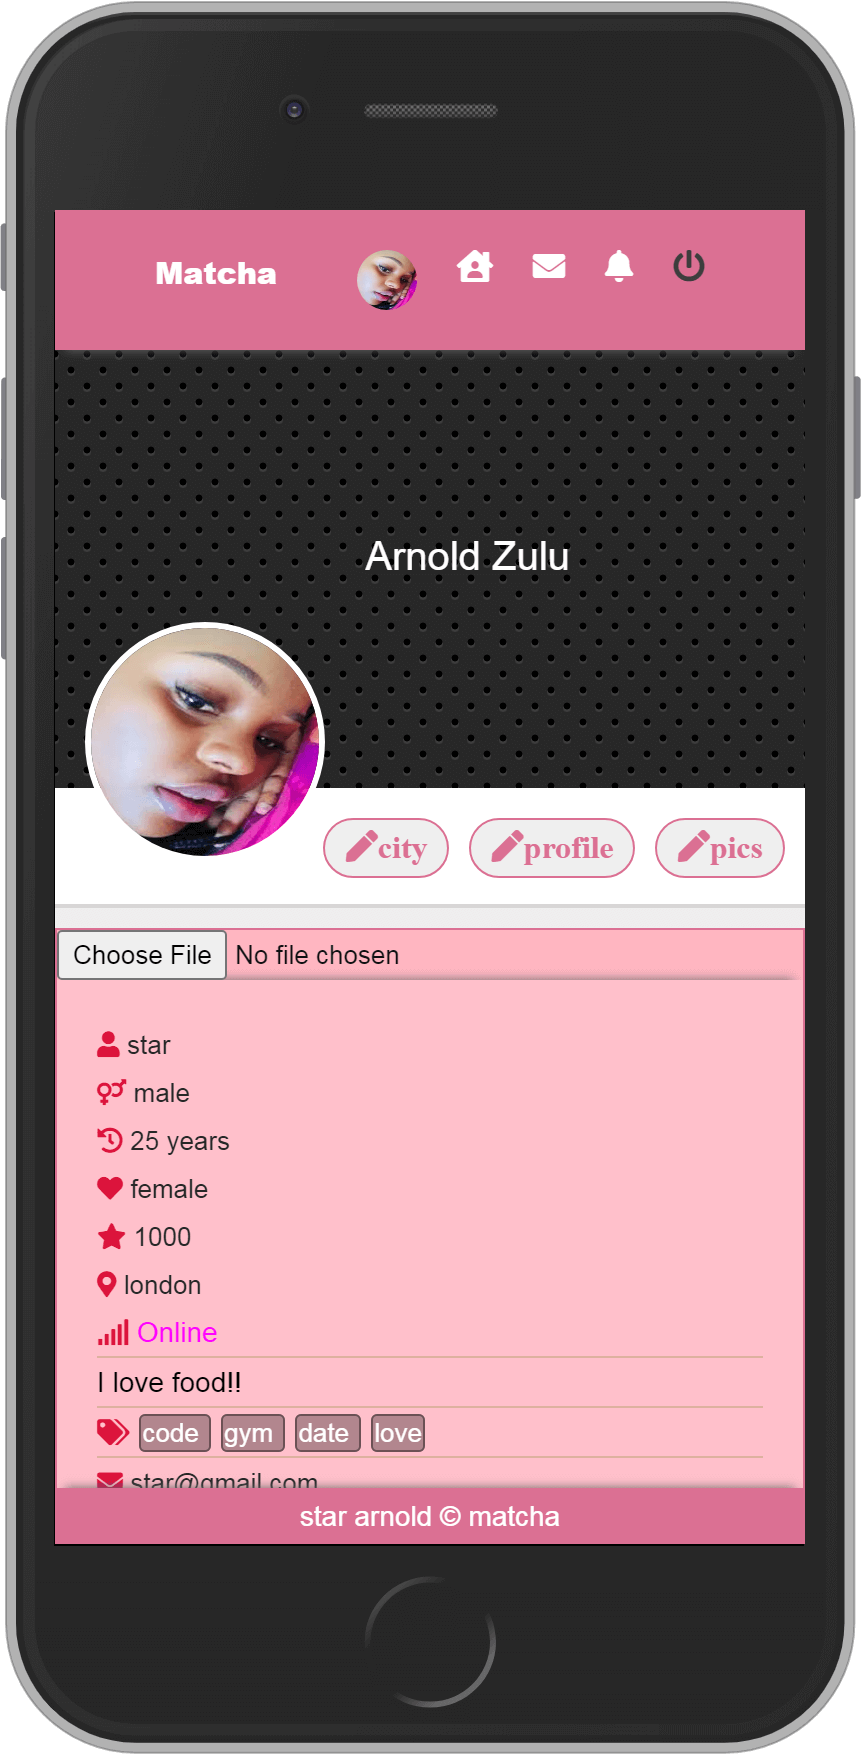 Matcha
Arnold Zulu
city profile pics
Choose File No file chosen
star
male
25 years
female
1000
london
Online
I love food!!
code gym date love
star@gmail.com
star arnold © matcha